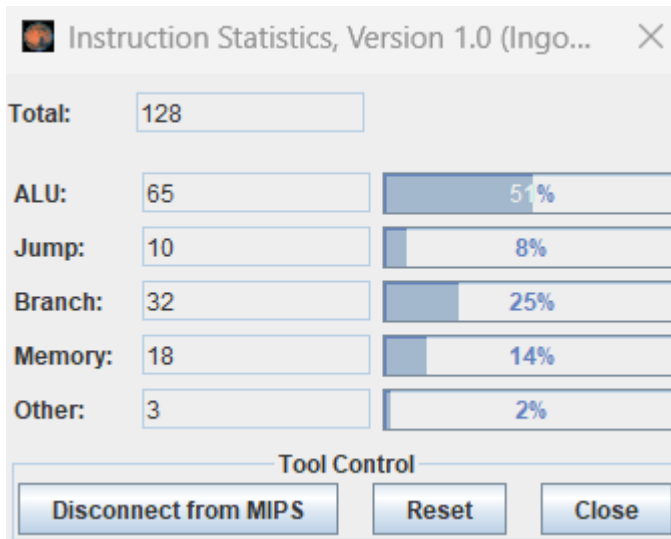 Instruction Statistics, Version 1.0 (Ingo...
Total: 128
ALU: 65 51%
Jump: 10 8%
Branch: 32 25%
Memory: 18 14%
Other: 3 2%
Tool Control
Disconnect from MIPS Reset Close